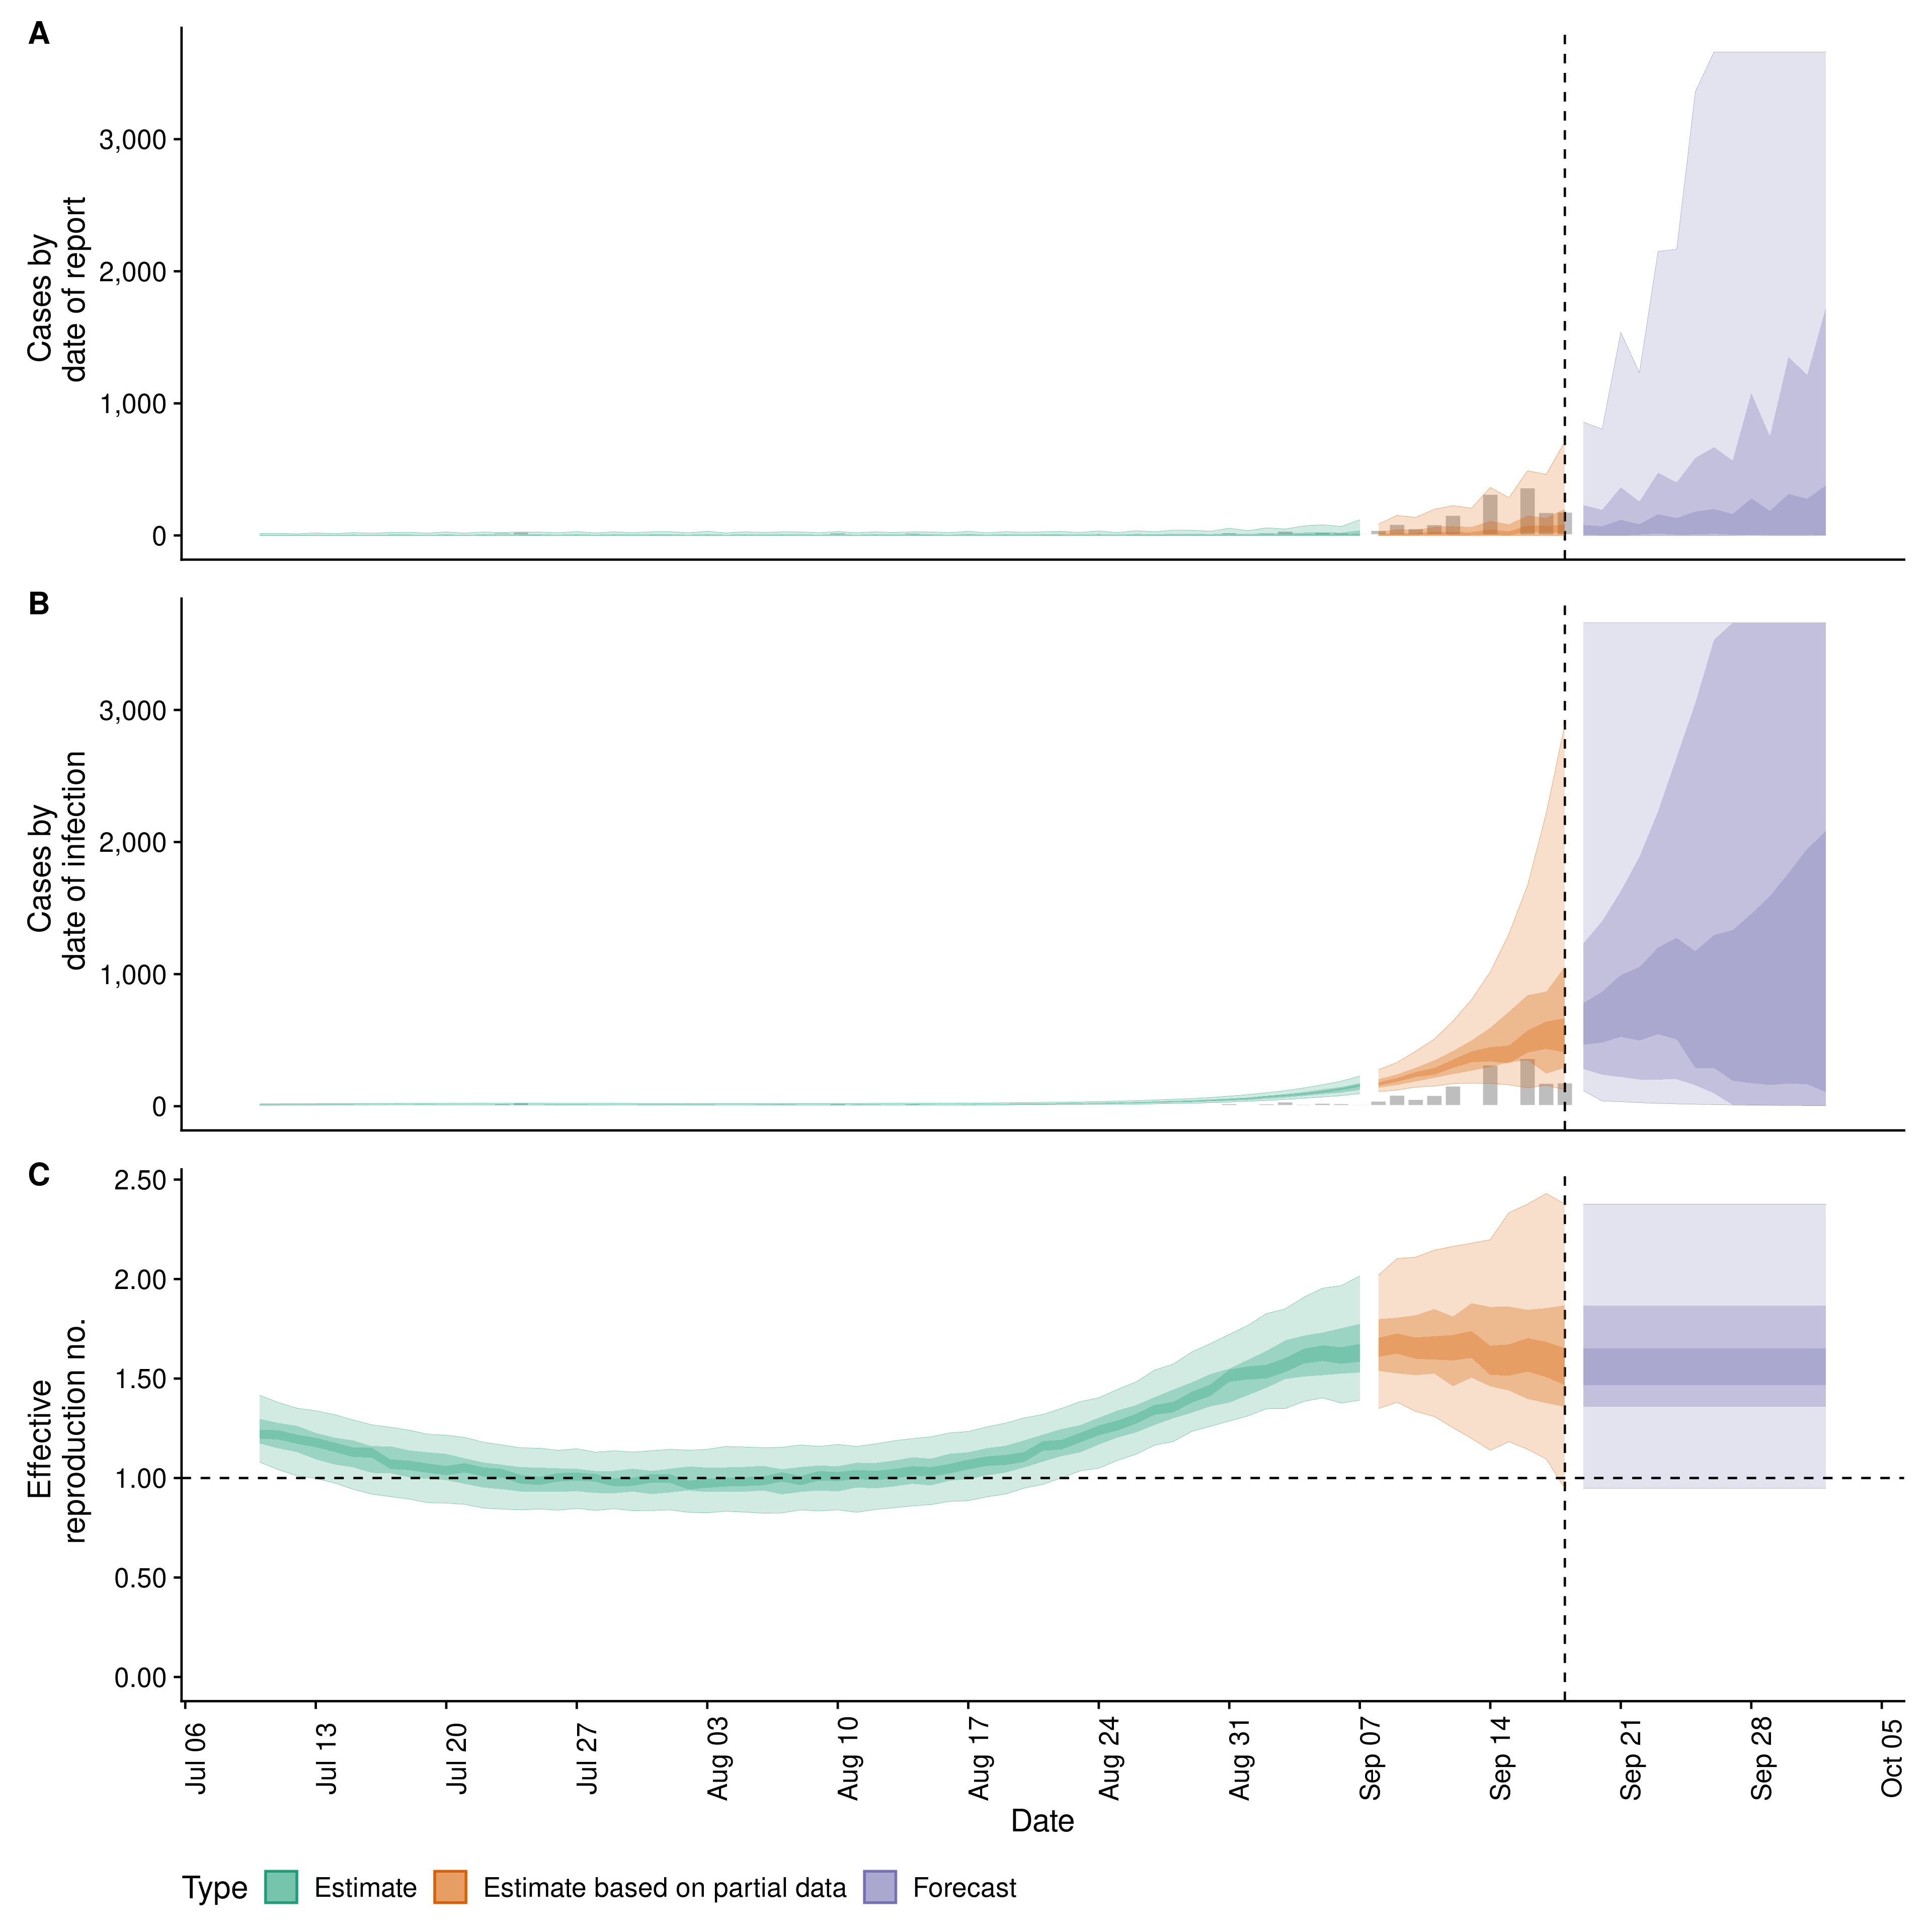 A
Cases by
date of report
3,000
2,000
1,000
0
B
Cases by
date of infection
3,000
2,000
1,000
0
C
Effective
reproduction no.
2.50
2.00
1.50
1.00
0.50
0.00
Jul 06
Jul 13
Jul 20
Jul 27
Aug 03
Aug 10
Aug 17
Aug 24
Aug 31
Sep 07
Sep 14
Sep 21
Sep 28
Oct 05
Date
Type Estimate Estimate based on partial data Forecast